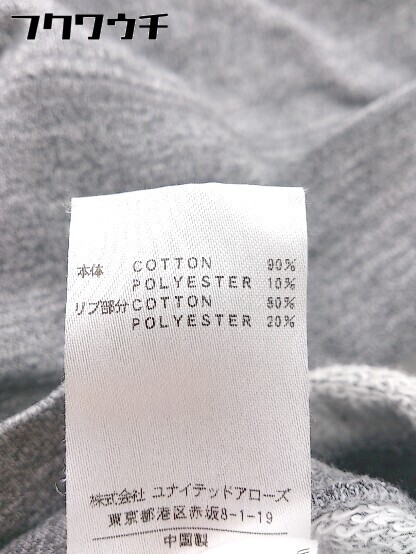 フクワウチ
本体 COTTON 90%
POLYESTER 10%
リブ部分 COTTON 80%
POLYESTER 20%
株式会社 ユナイテッドアローズ
東京都港区赤坂8-1-19
中国製